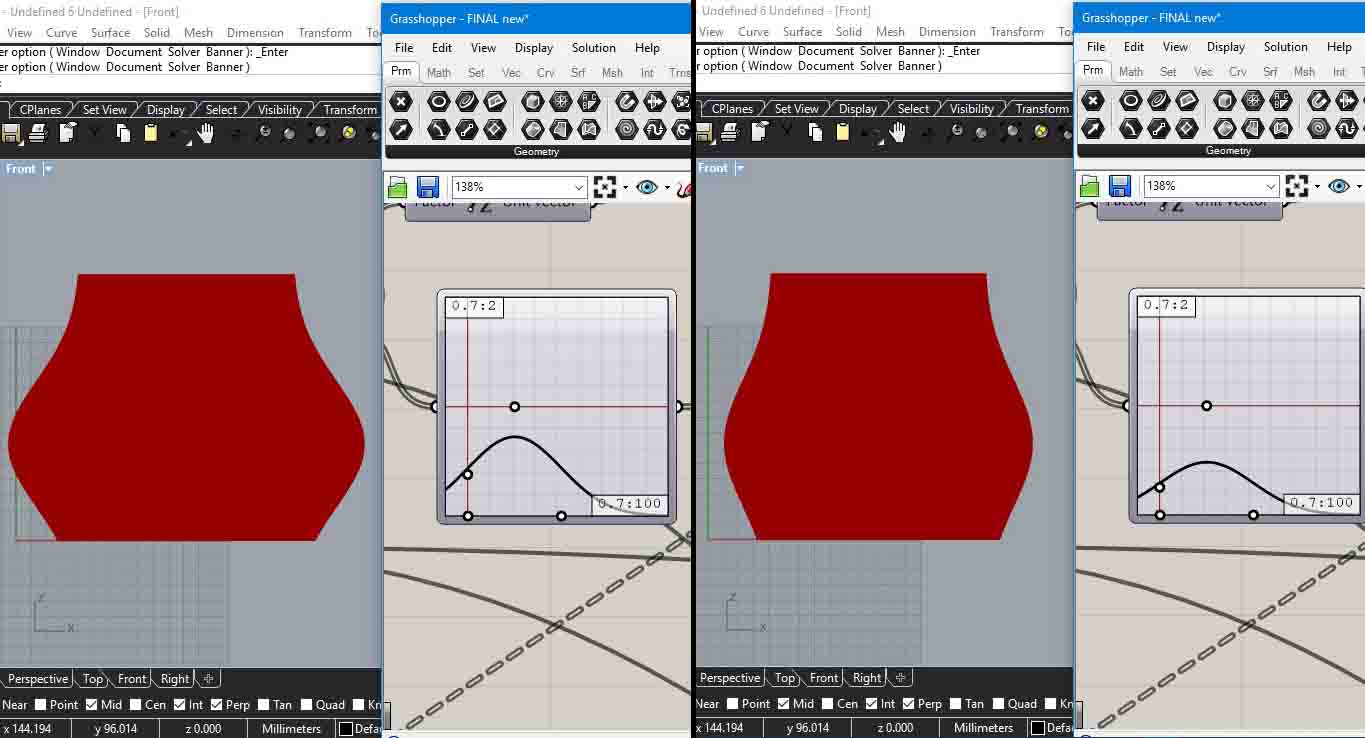 - Undefined 6 Undefined - [Front]
View Curve Surface Solid Mesh Dimension Transform
er option ( Window Document Solver Banner ): _Enter
er option ( Window Document Solver Banner )
CPlanes Set View Display Select Visibility Transform
Front
z
x
Perspective Top Front Right
Near Point Mid Cen Int Perp Tan Quad Kn
x 144.194 y 96.014 z 0.000 Millimeters Defa
Grasshopper - FINAL new*
File Edit View Display Solution Help
Prm Math Set Vec Crv Srf Msh Int Trns
Geometry
138%
Factor Unit vector
0.7:2
0.7:100
Undefined 6 Undefined - [Front]
View Curve Surface Solid Mesh Dimension Transform
r option ( Window Document Solver Banner ): _Enter
r option ( Window Document Solver Banner )
CPlanes Set View Display Select Visibility Transform
Front
z
x
Perspective Top Front Right
Near Point Mid Cen Int Perp Tan Quad Kn
x 144.194 y 96.014 z 0.000 Millimeters Defa
Grasshopper - FINAL new*
File Edit View Display Solution Help
Prm Math Set Vec Crv Srf Msh Int
Geometry
138%
Factor Unit vector
0.7:2
0.7:100